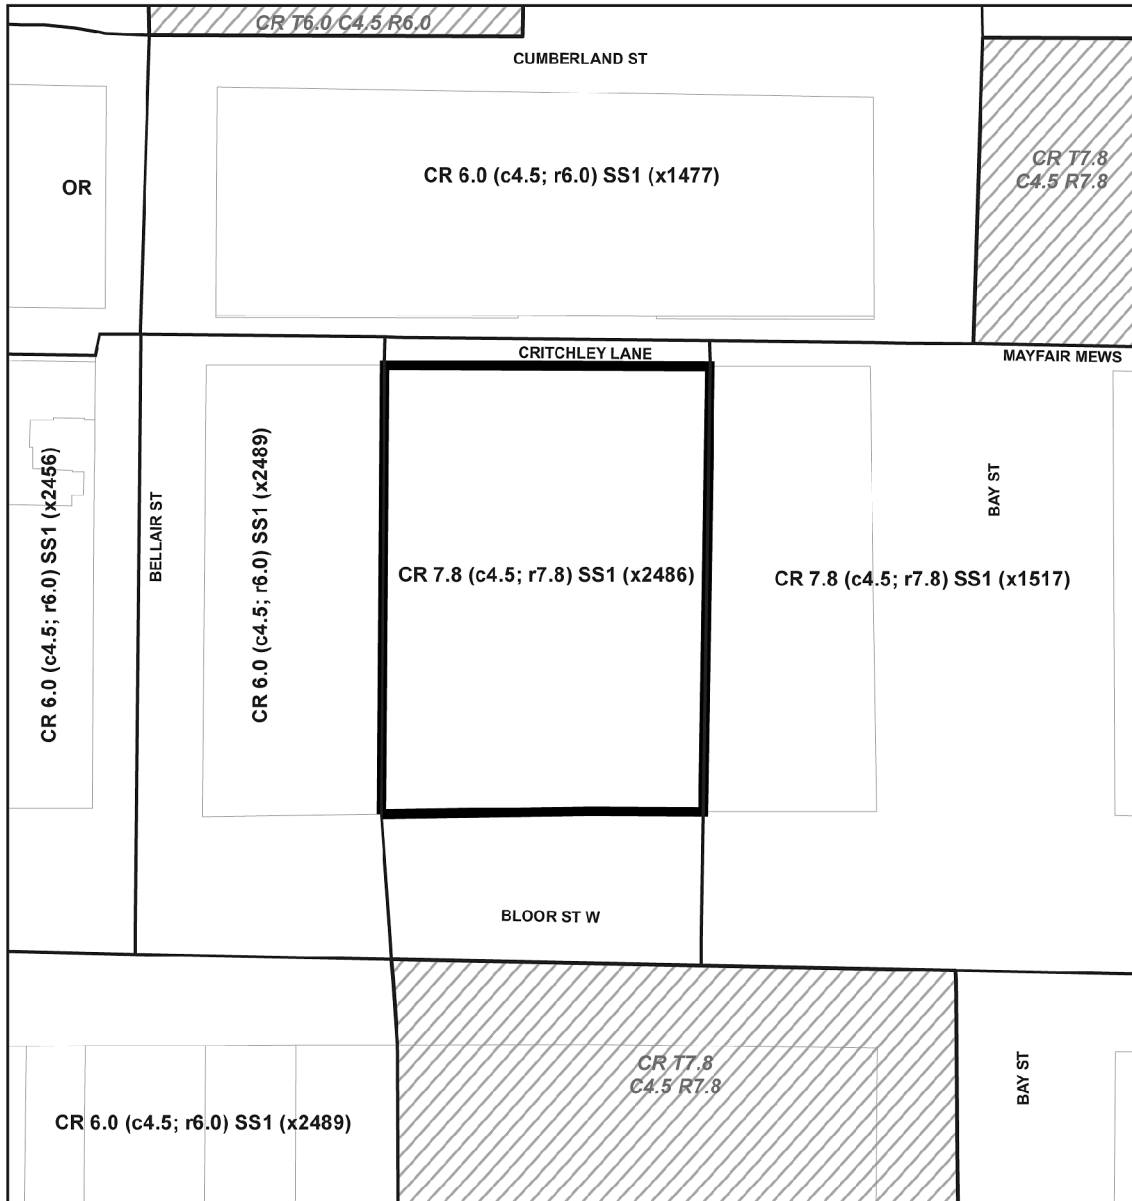 CR T6.0 C4.5 R6.0
CUMBERLAND ST
CR T7.8
C4.5 R7.8
CR 6.0 (c4.5; r6.0) SS1 (x1477)
OR
CRITCHLEY LANE
MAYFAIR MEWS
CR 6.0 (c4.5; r6.0) SS1 (x2456)
BELLAIR ST
CR 6.0 (c4.5; r6.0) SS1 (x2489)
CR 7.8 (c4.5; r7.8) SS1 (x2486)
CR 7.8 (c4.5; r7.8) SS1 (x1517)
BAY ST
BLOOR ST W
CR T7.8
C4.5 R7.8
BAY ST
CR 6.0 (c4.5; r6.0) SS1 (x2489)